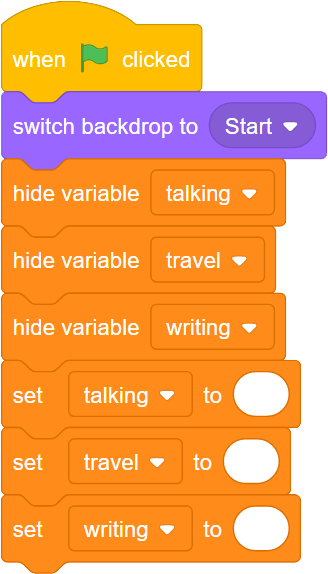 when clicked
switch backdrop to Start
hide variable talking
hide variable travel
hide variable writing
set talking to
set travel to
set writing to